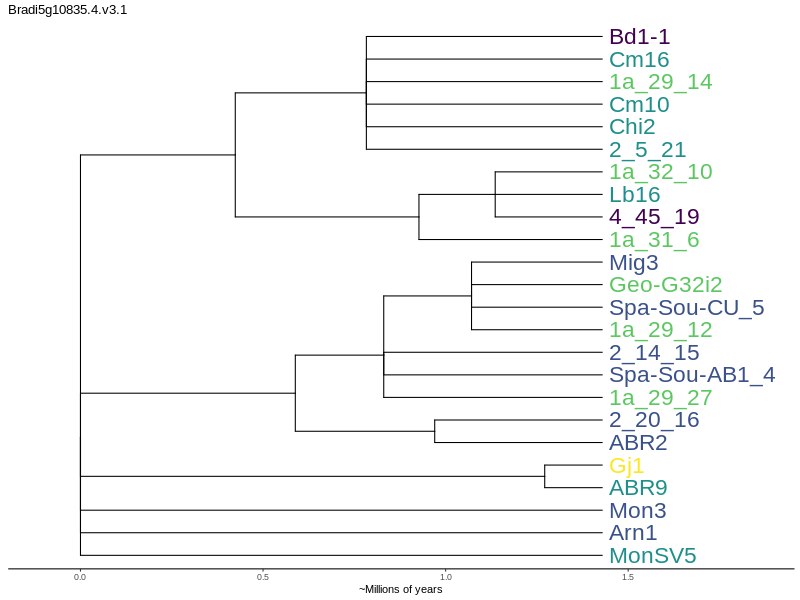 Bradi5g10835.4.v3.1
Bd1-1
Cm16
1a_29_14
Cm10
Chi2
2_5_21
1a_32_10
Lb16
4_45_19
1a_31_6
Mig3
Geo-G32i2
Spa-Sou-CU_5
1a_29_12
2_14_15
Spa-Sou-AB1_4
1a_29_27
2_20_16
ABR2
Gj1
ABR9
Mon3
Arn1
MonSV5
0.0 0.5 1.0 1.5
~Millions of years